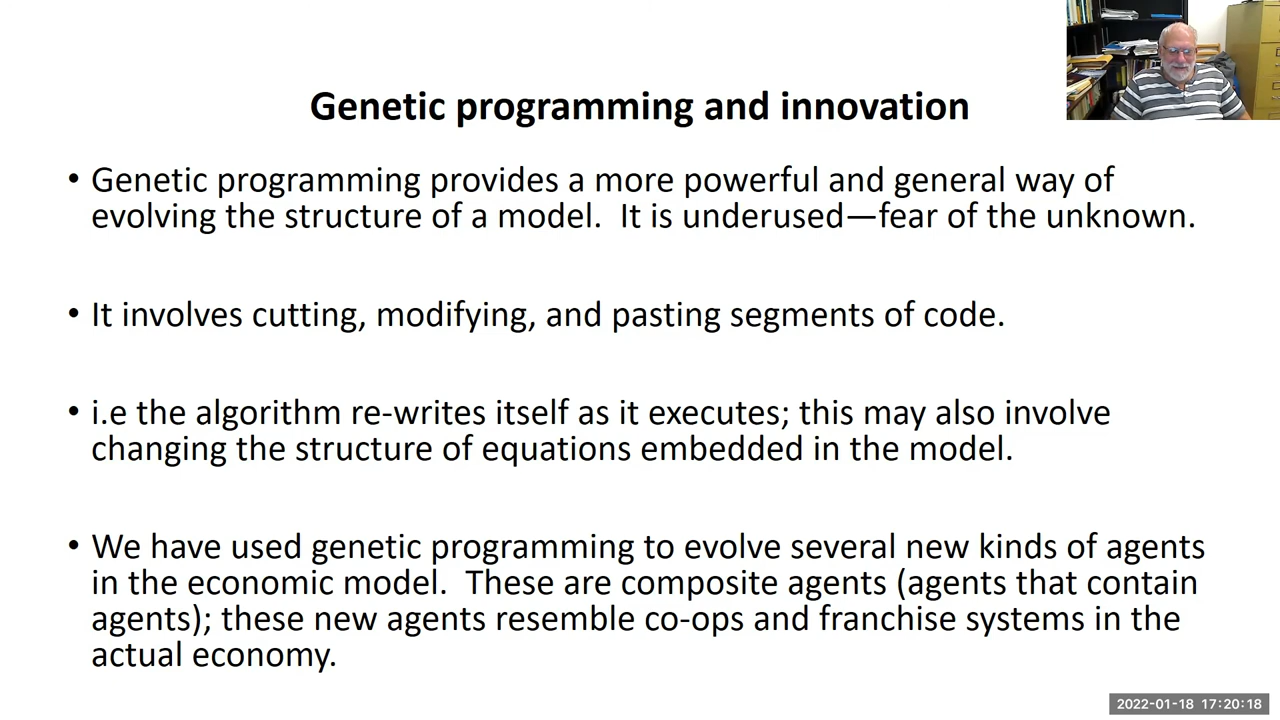 Genetic programming and innovation
• Genetic programming provides a more powerful and general way of
evolving the structure of a model.  It is underused—fear of the unknown.
• It involves cutting, modifying, and pasting segments of code.
• i.e the algorithm re-writes itself as it executes; this may also involve
changing the structure of equations embedded in the model.
• We have used genetic programming to evolve several new kinds of agents
in the economic model.  These are composite agents (agents that contain
agents); these new agents resemble co-ops and franchise systems in the
actual economy.
2022-01-18 17:20:18